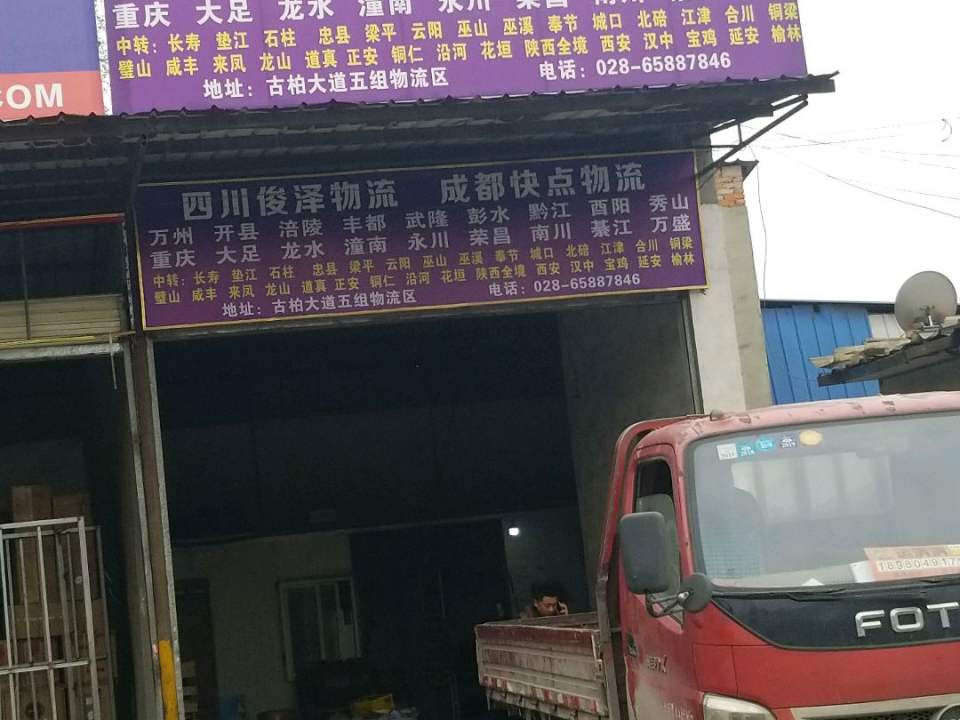 重庆 大足 龙水 潼南 永川 荣昌
中转: 长寿 垫江 石柱 忠县 梁平 云阳 巫山 巫溪 奉节 城口 北碚 江津 合川 铜梁
璧山 咸丰 来凤 龙山 道真 正安 铜仁 沿河 花垣 陕西全境 西安 汉中 宝鸡 延安 榆林
地址: 古柏大道五组物流区 电话: 028-65887846
COM
四川俊泽物流 成都快点物流
万州 开县 涪陵 丰都 武隆 彭水 黔江 酉阳 秀山
重庆 大足 龙水 潼南 永川 荣昌 南川 綦江 万盛
中转: 长寿 垫江 石柱 忠县 梁平 云阳 巫山 巫溪 奉节 城口 北碚 江津 合川 铜梁
璧山 咸丰 来凤 龙山 道真 正安 铜仁 沿河 花垣 陕西全境 西安 汉中 宝鸡 延安 榆林
地址: 古柏大道五组物流区 电话: 028-65887846
FOT